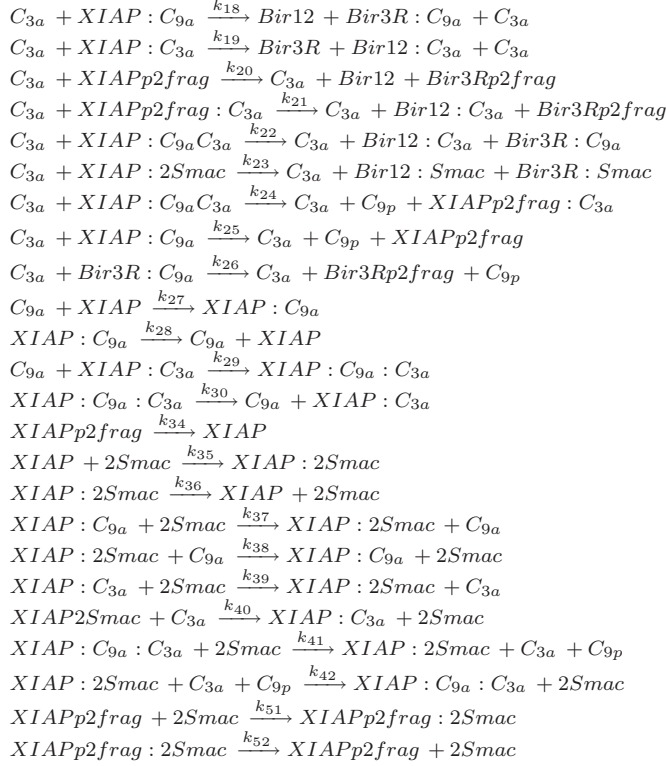 C₃ₐ + XIAP : C₉ₐ —k₁₈→ Bir12 + Bir3R : C₉ₐ + C₃ₐ
C₃ₐ + XIAP : C₃ₐ —k₁₉→ Bir3R + Bir12 : C₃ₐ + C₃ₐ
C₃ₐ + XIAPp2frag —k₂₀→ C₃ₐ + Bir12 + Bir3Rp2frag
C₃ₐ + XIAPp2frag : C₃ₐ —k₂₁→ C₃ₐ + Bir12 : C₃ₐ + Bir3Rp2frag
C₃ₐ + XIAP : C₉ₐC₃ₐ —k₂₂→ C₃ₐ + Bir12 : C₃ₐ + Bir3R : C₉ₐ
C₃ₐ + XIAP : 2Smac —k₂₃→ C₃ₐ + Bir12 : Smac + Bir3R : Smac
C₃ₐ + XIAP : C₉ₐC₃ₐ —k₂₄→ C₃ₐ + C₉ₚ + XIAPp2frag : C₃ₐ
C₃ₐ + XIAP : C₉ₐ —k₂₅→ C₃ₐ + C₉ₚ + XIAPp2frag
C₃ₐ + Bir3R : C₉ₐ —k₂₆→ C₃ₐ + Bir3Rp2frag + C₉ₚ
C₉ₐ + XIAP —k₂₇→ XIAP : C₉ₐ
XIAP : C₉ₐ —k₂₈→ C₉ₐ + XIAP
C₉ₐ + XIAP : C₃ₐ —k₂₉→ XIAP : C₉ₐ : C₃ₐ
XIAP : C₉ₐ : C₃ₐ —k₃₀→ C₉ₐ + XIAP : C₃ₐ
XIAPp2frag —k₃₄→ XIAP
XIAP + 2Smac —k₃₅→ XIAP : 2Smac
XIAP : 2Smac —k₃₆→ XIAP + 2Smac
XIAP : C₉ₐ + 2Smac —k₃₇→ XIAP : 2Smac + C₉ₐ
XIAP : 2Smac + C₉ₐ —k₃₈→ XIAP : C₉ₐ + 2Smac
XIAP : C₃ₐ + 2Smac —k₃₉→ XIAP : 2Smac + C₃ₐ
XIAP2Smac + C₃ₐ —k₄₀→ XIAP : C₃ₐ + 2Smac
XIAP : C₉ₐ : C₃ₐ + 2Smac —k₄₁→ XIAP : 2Smac + C₃ₐ + C₉ₚ
XIAP : 2Smac + C₃ₐ + C₉ₚ —k₄₂→ XIAP : C₉ₐ : C₃ₐ + 2Smac
XIAPp2frag + 2Smac —k₅₁→ XIAPp2frag : 2Smac
XIAPp2frag : 2Smac —k₅₂→ XIAPp2frag + 2Smac